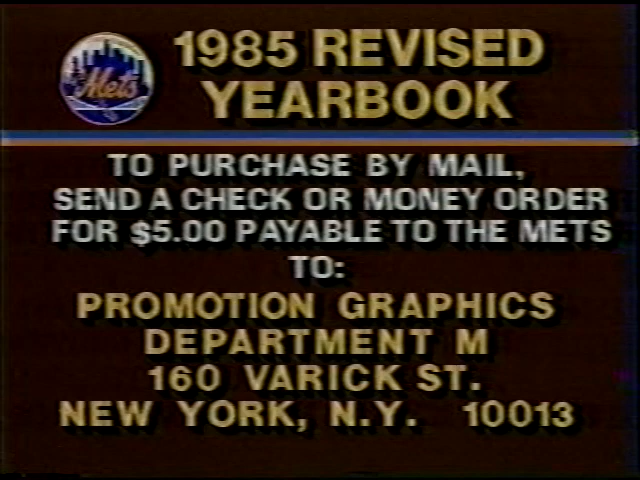 Mets
1985 REVISED
YEARBOOK
TO PURCHASE BY MAIL,
SEND A CHECK OR MONEY ORDER
FOR $5.00 PAYABLE TO THE METS
TO:
PROMOTION GRAPHICS
DEPARTMENT M
160 VARICK ST.
NEW YORK, N.Y. 10013